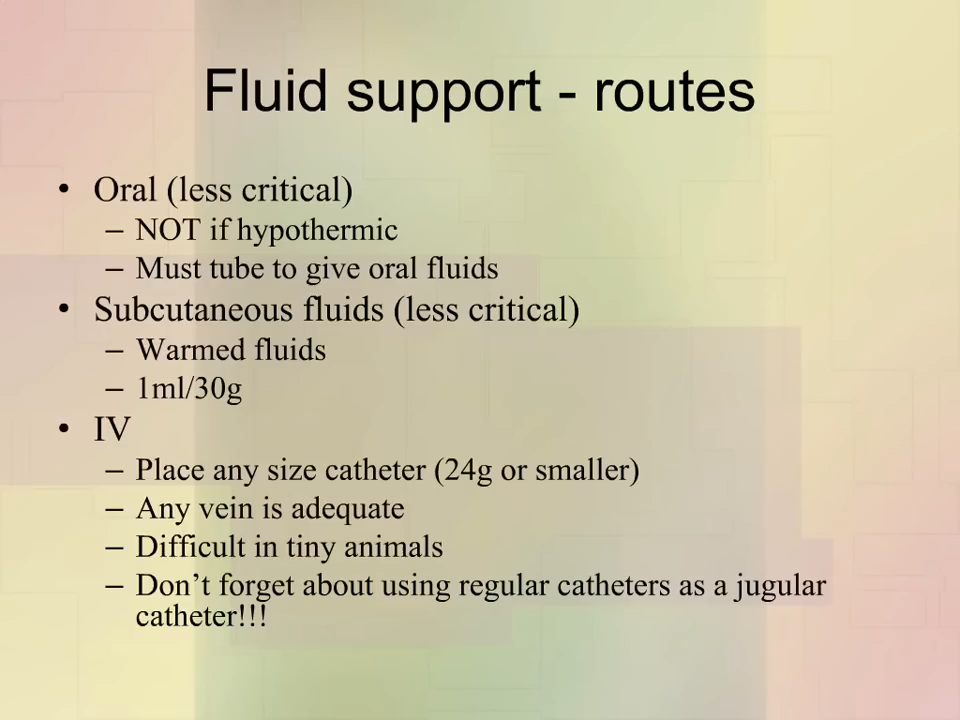 Fluid support - routes
• Oral (less critical)
– NOT if hypothermic
– Must tube to give oral fluids
• Subcutaneous fluids (less critical)
– Warmed fluids
– 1ml/30g
• IV
– Place any size catheter (24g or smaller)
– Any vein is adequate
– Difficult in tiny animals
– Don’t forget about using regular catheters as a jugular
catheter!!!